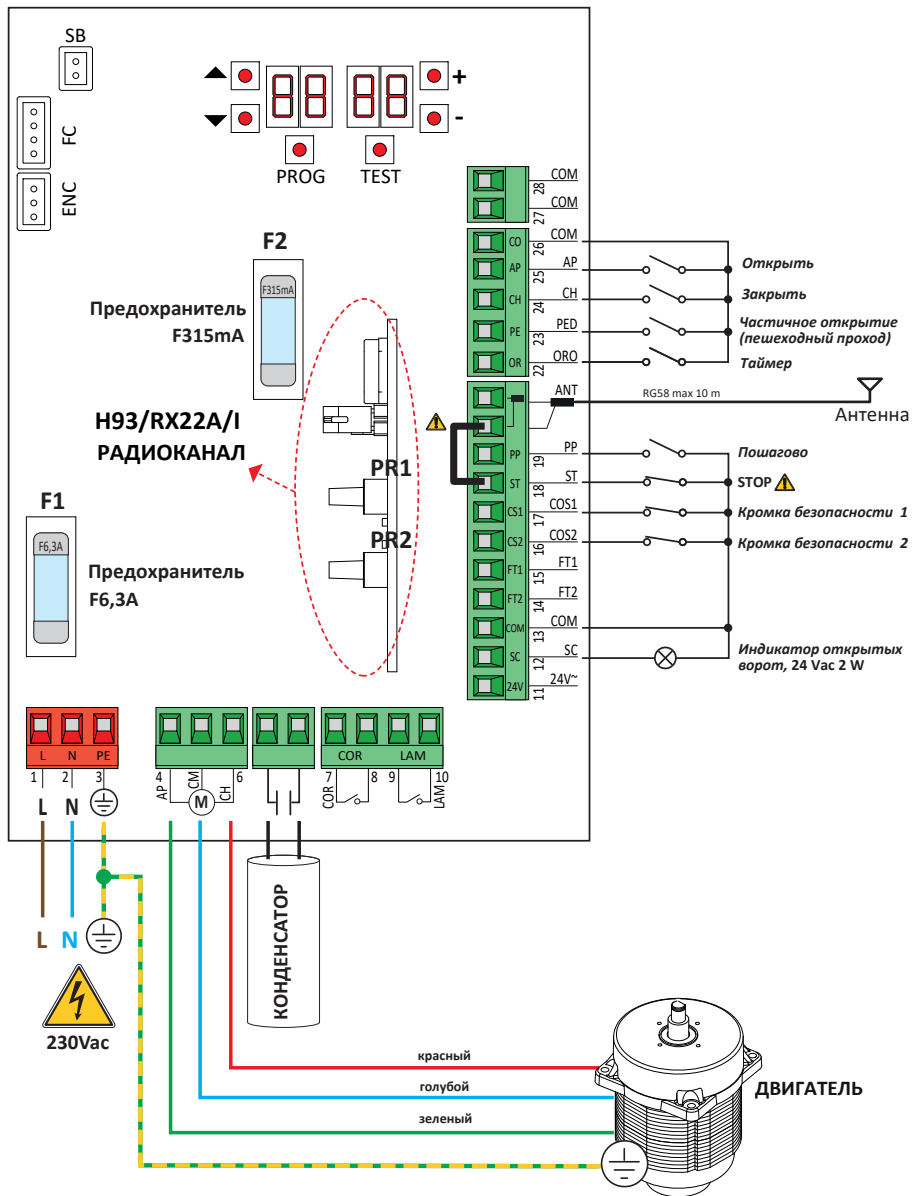 SB
FC
ENC
PROG
TEST
+
-
F2
F315mA
Предохранитель
F315mA
H93/RX22A/I
РАДИОКАНАЛ
PR1
PR2
F1
F6,3A
Предохранитель
F6,3A
28 COM
27 COM
CO 26 COM
AP 25 AP
Открыть
CH 24 CH
Закрыть
PE 23 PED
Частичное открытие
(пешеходный проход)
OR 22 ORO
Таймер
ANT
RG58 max 10 m
Антенна
PP 19 PP
Пошагово
ST 18 ST
STOP
CS1 17 COS1
Кромка безопасности 1
CS2 16 COS2
Кромка безопасности 2
FT1 15 FT1
FT2 14 FT2
COM 13 COM
SC 12 SC
Индикатор открытых
ворот, 24 Vac 2 W
24V 11 24V~
L N PE
COR LAM
1 2 3
4 6
7 8 9 10
AP CM CH
M
COR
LAM
L N
L N
230Vac
КОНДЕНСАТОР
красный
голубой
зеленый
ДВИГАТЕЛЬ